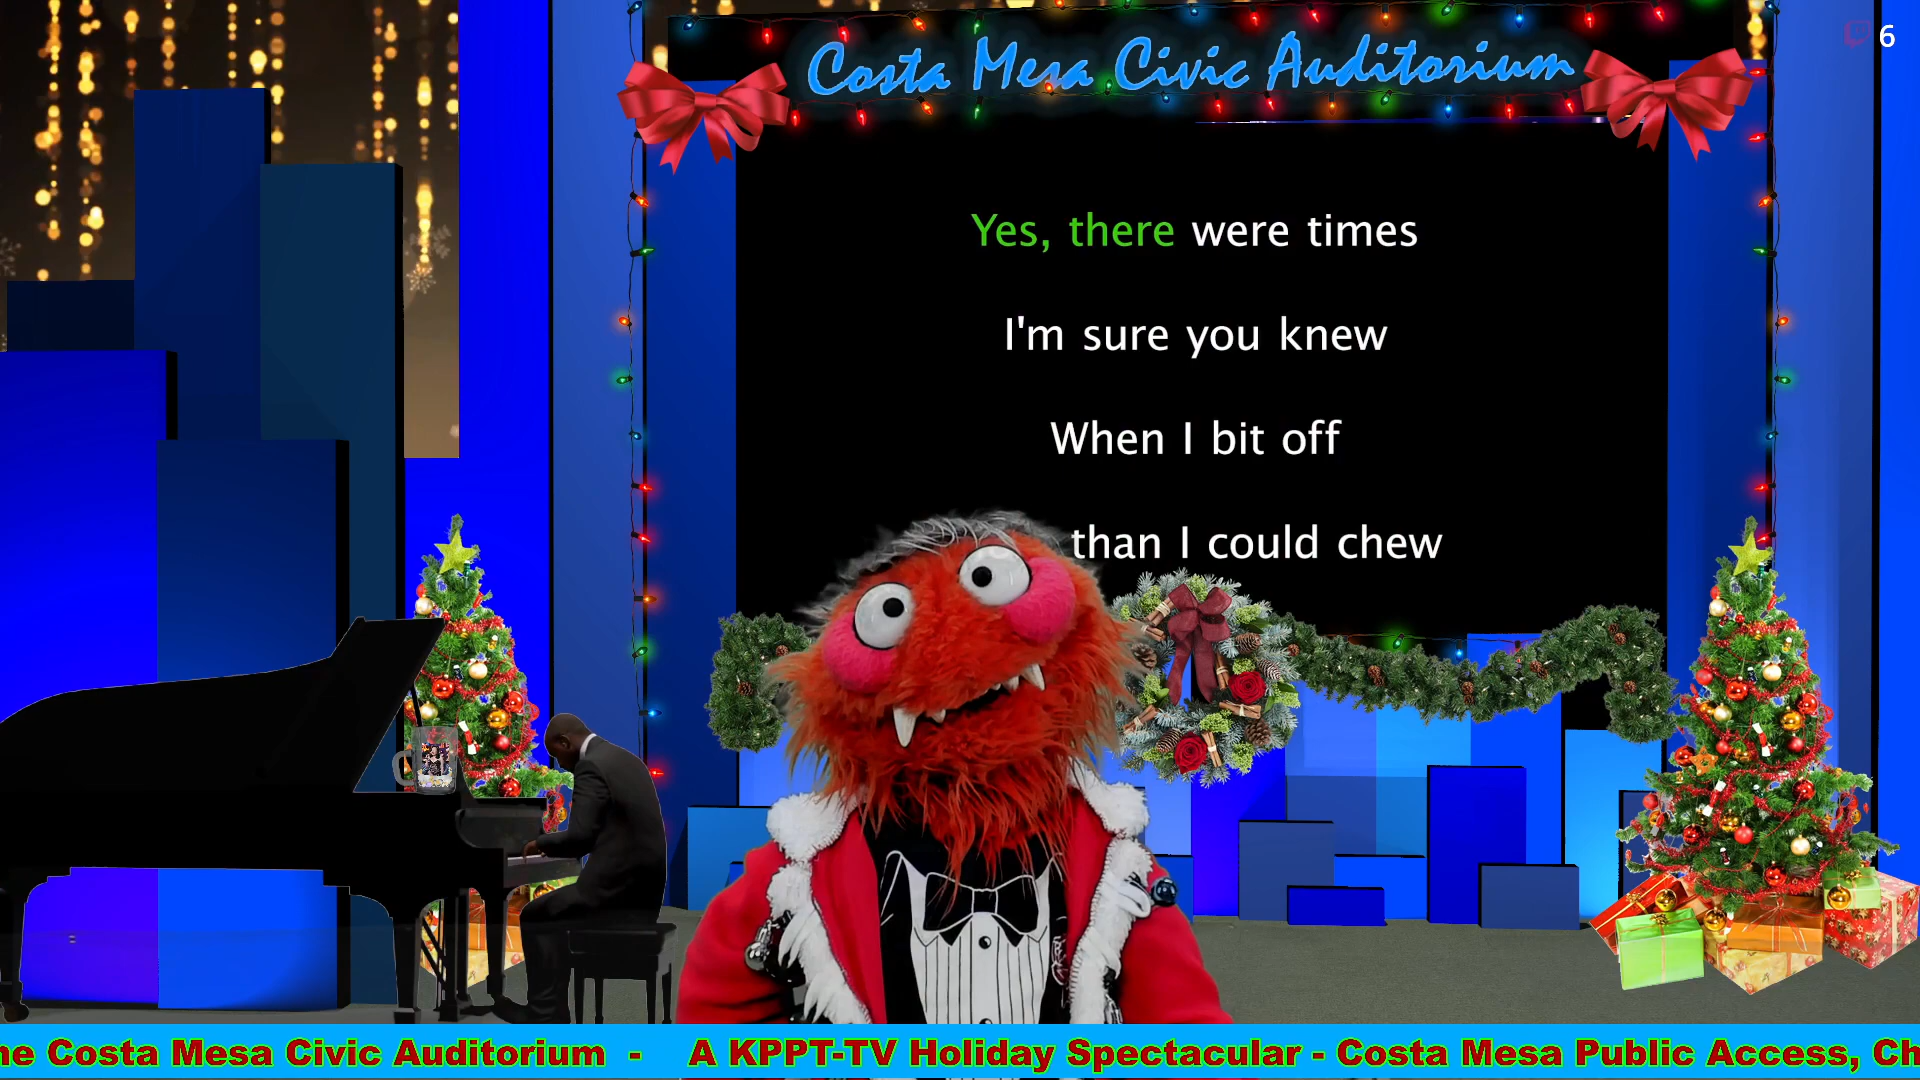 Costa Mesa Civic Auditorium
6
Yes, there were times
I'm sure you knew
When I bit off
than I could chew
he Costa Mesa Civic Auditorium - A KPPT-TV Holiday Spectacular - Costa Mesa Public Access, Ch